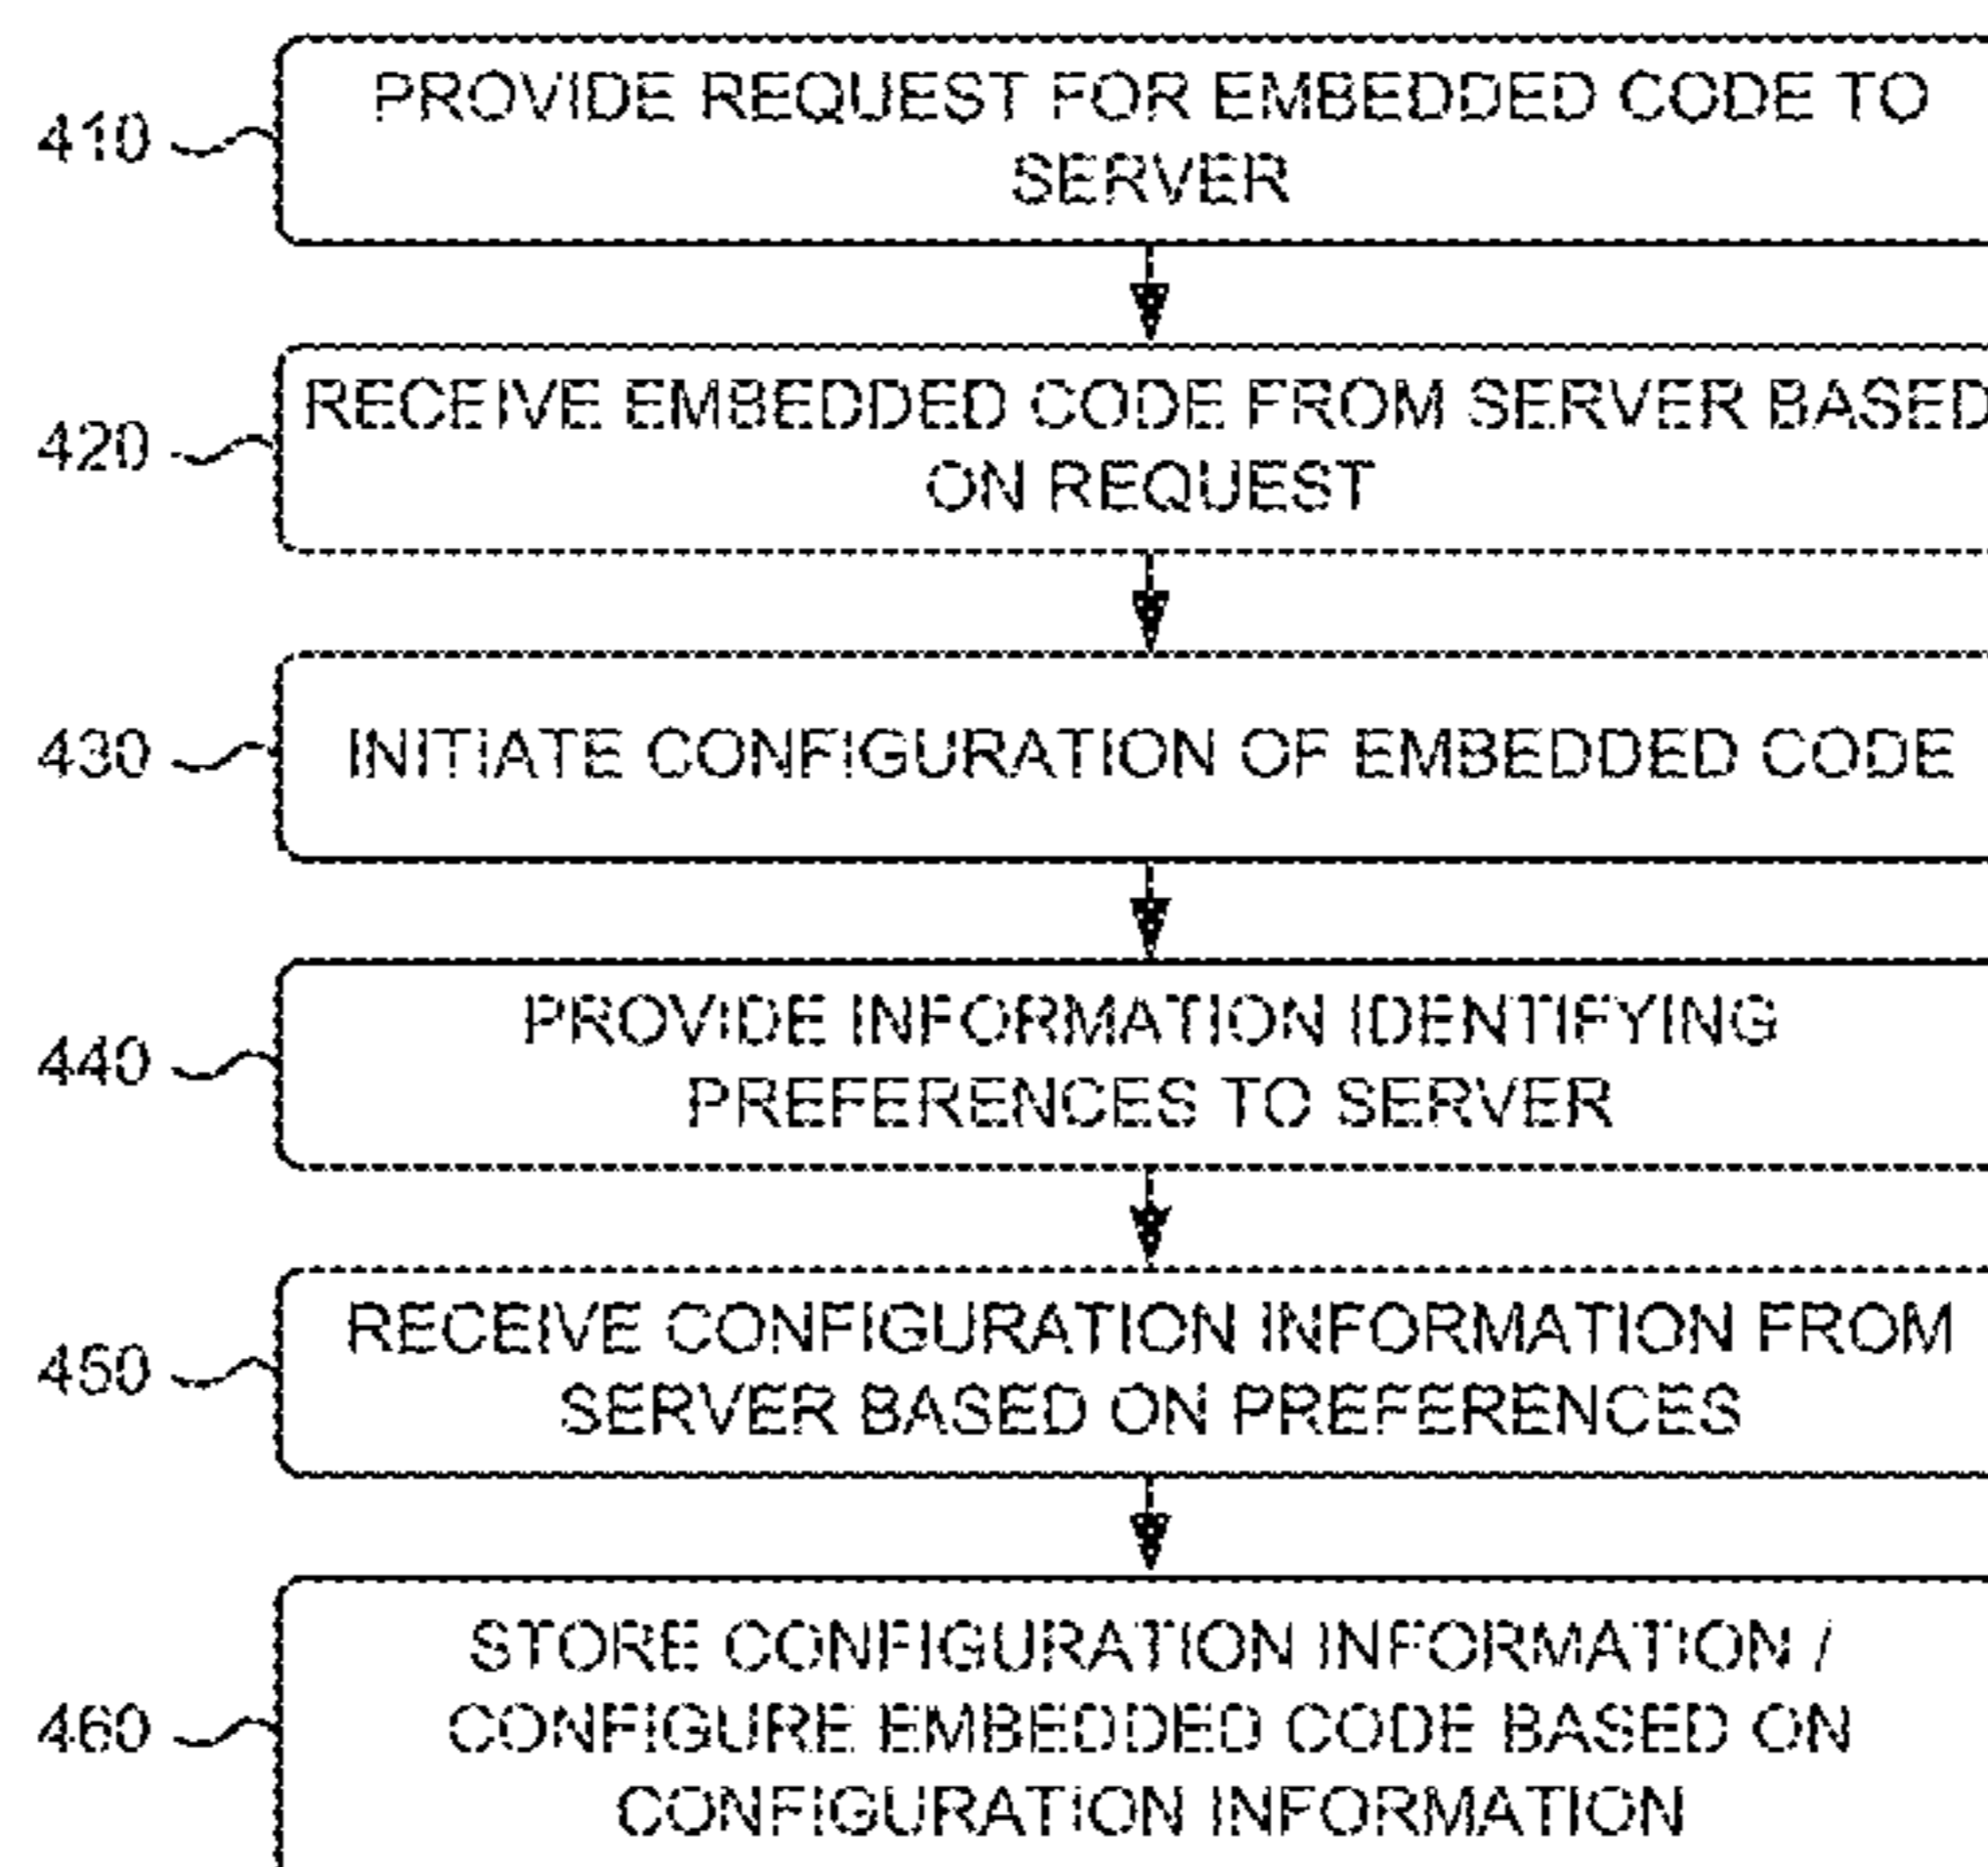 410
PROVIDE REQUEST FOR EMBEDDED CODE TO
SERVER
420
RECEIVE EMBEDDED CODE FROM SERVER BASED
ON REQUEST
430
INITIATE CONFIGURATION OF EMBEDDED CODE
440
PROVIDE INFORMATION IDENTIFYING
PREFERENCES TO SERVER
450
RECEIVE CONFIGURATION INFORMATION FROM
SERVER BASED ON PREFERENCES
460
STORE CONFIGURATION INFORMATION /
CONFIGURE EMBEDDED CODE BASED ON
CONFIGURATION INFORMATION